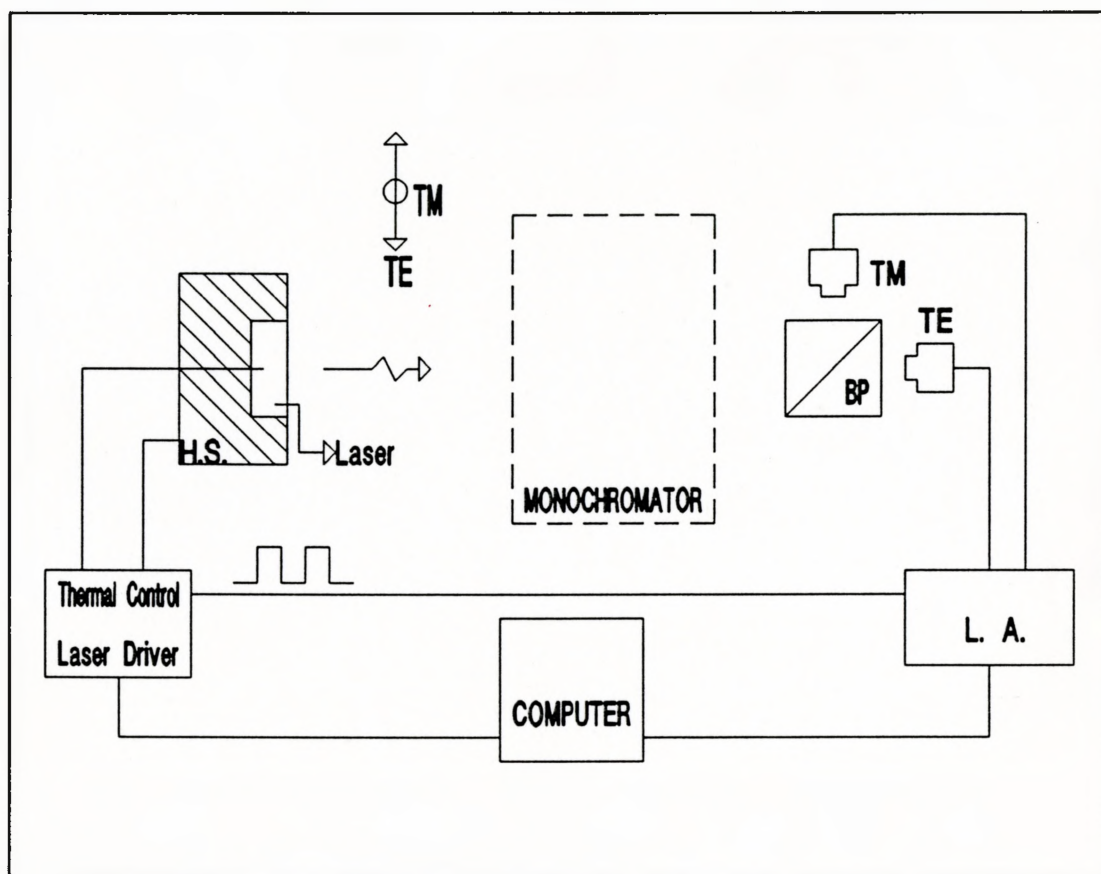 TM
TE
TM
TE
BP
H.S.
Laser
MONOCHROMATOR
Thermal Control
Laser Driver
L. A.
COMPUTER